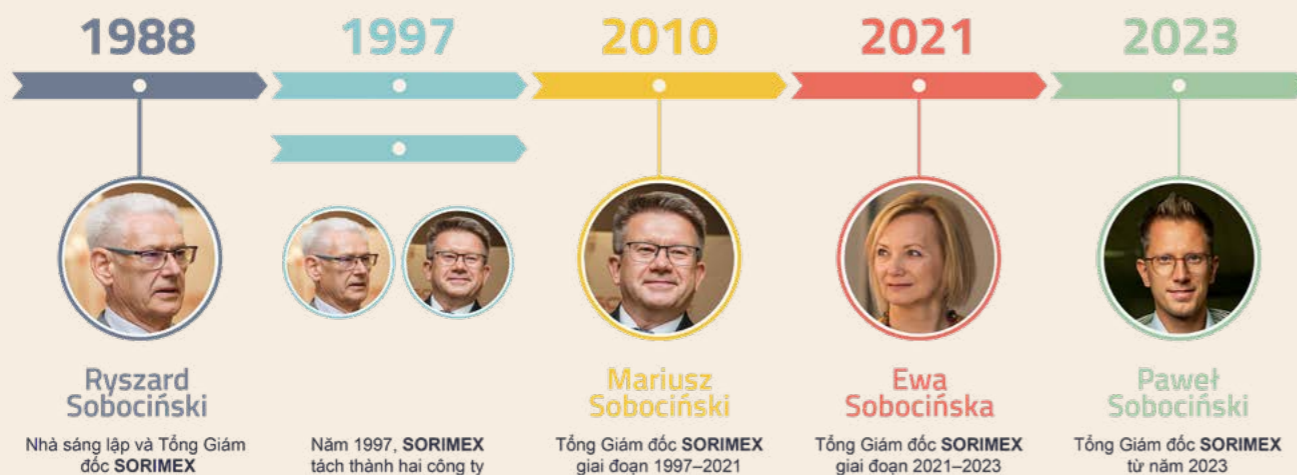 1988
1997
2010
2021
2023
Ryszard
Sobociński
Nhà sáng lập và Tổng Giám
đốc SORIMEX
Năm 1997, SORIMEX
tách thành hai công ty
Mariusz
Sobociński
Tổng Giám đốc SORIMEX
giai đoạn 1997–2021
Ewa
Sobocińska
Tổng Giám đốc SORIMEX
giai đoạn 2021–2023
Paweł
Sobociński
Tổng Giám đốc SORIMEX
từ năm 2023